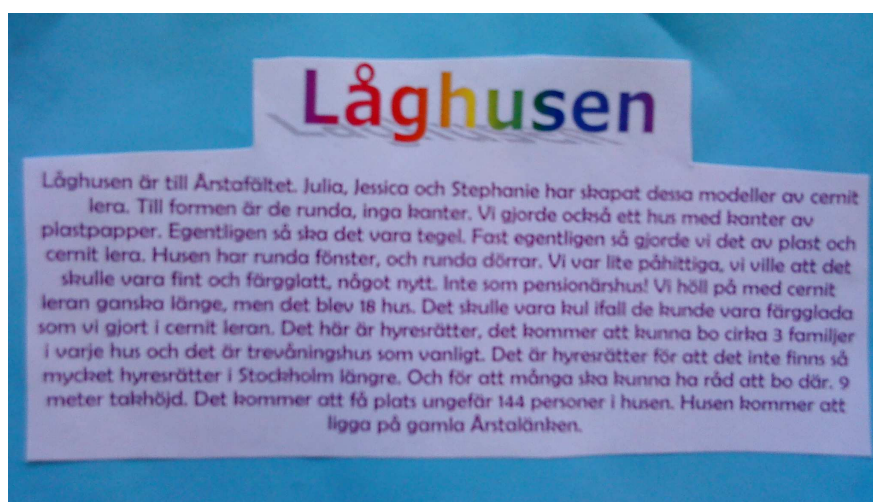 Låghusen
Låghusen är till Årstafältet. Julia, Jessica och Stephanie har skapat dessa modeller av cernit
lera. Till formen är de runda, inga kanter. Vi gjorde också ett hus med kanter av
plastpapper. Egentligen så ska det vara tegel. Fast egentligen så gjorde vi det av plast och
cernit lera. Husen har runda fönster, och runda dörrar. Vi var lite påhittiga, vi ville att det
skulle vara fint och färgglatt, något nytt. Inte som pensionärshus! Vi höll på med cernit
leran ganska länge, men det blev 18 hus. Det skulle vara kul ifall de kunde vara färgglada
som vi gjort i cernit leran. Det här är hyresrätter, det kommer att kunna bo cirka 3 familjer
i varje hus och det är trevåningshus som vanligt. Det är hyresrätter för att det inte finns så
mycket hyresrätter i Stockholm längre. Och för att många ska kunna ha råd att bo där. 9
meter takhöjd. Det kommer att få plats ungefär 144 personer i husen. Husen kommer att
ligga på gamla Årstalänken.